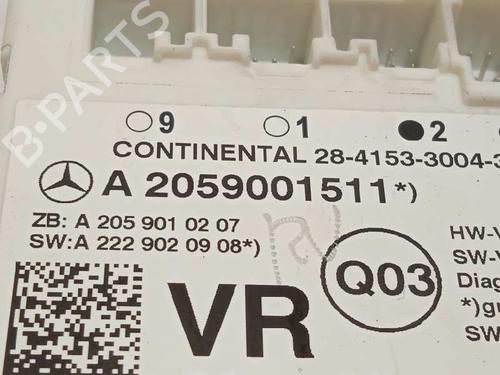 B-PARTS
9 1 2
CONTINENTAL 28-4153-3004-3
A 2059001511*)
ZB: A 205 901 02 07
SW:A 222 902 09 08*)
HW-V
SW-V
Diag
*)gu
SW
VR
Q03